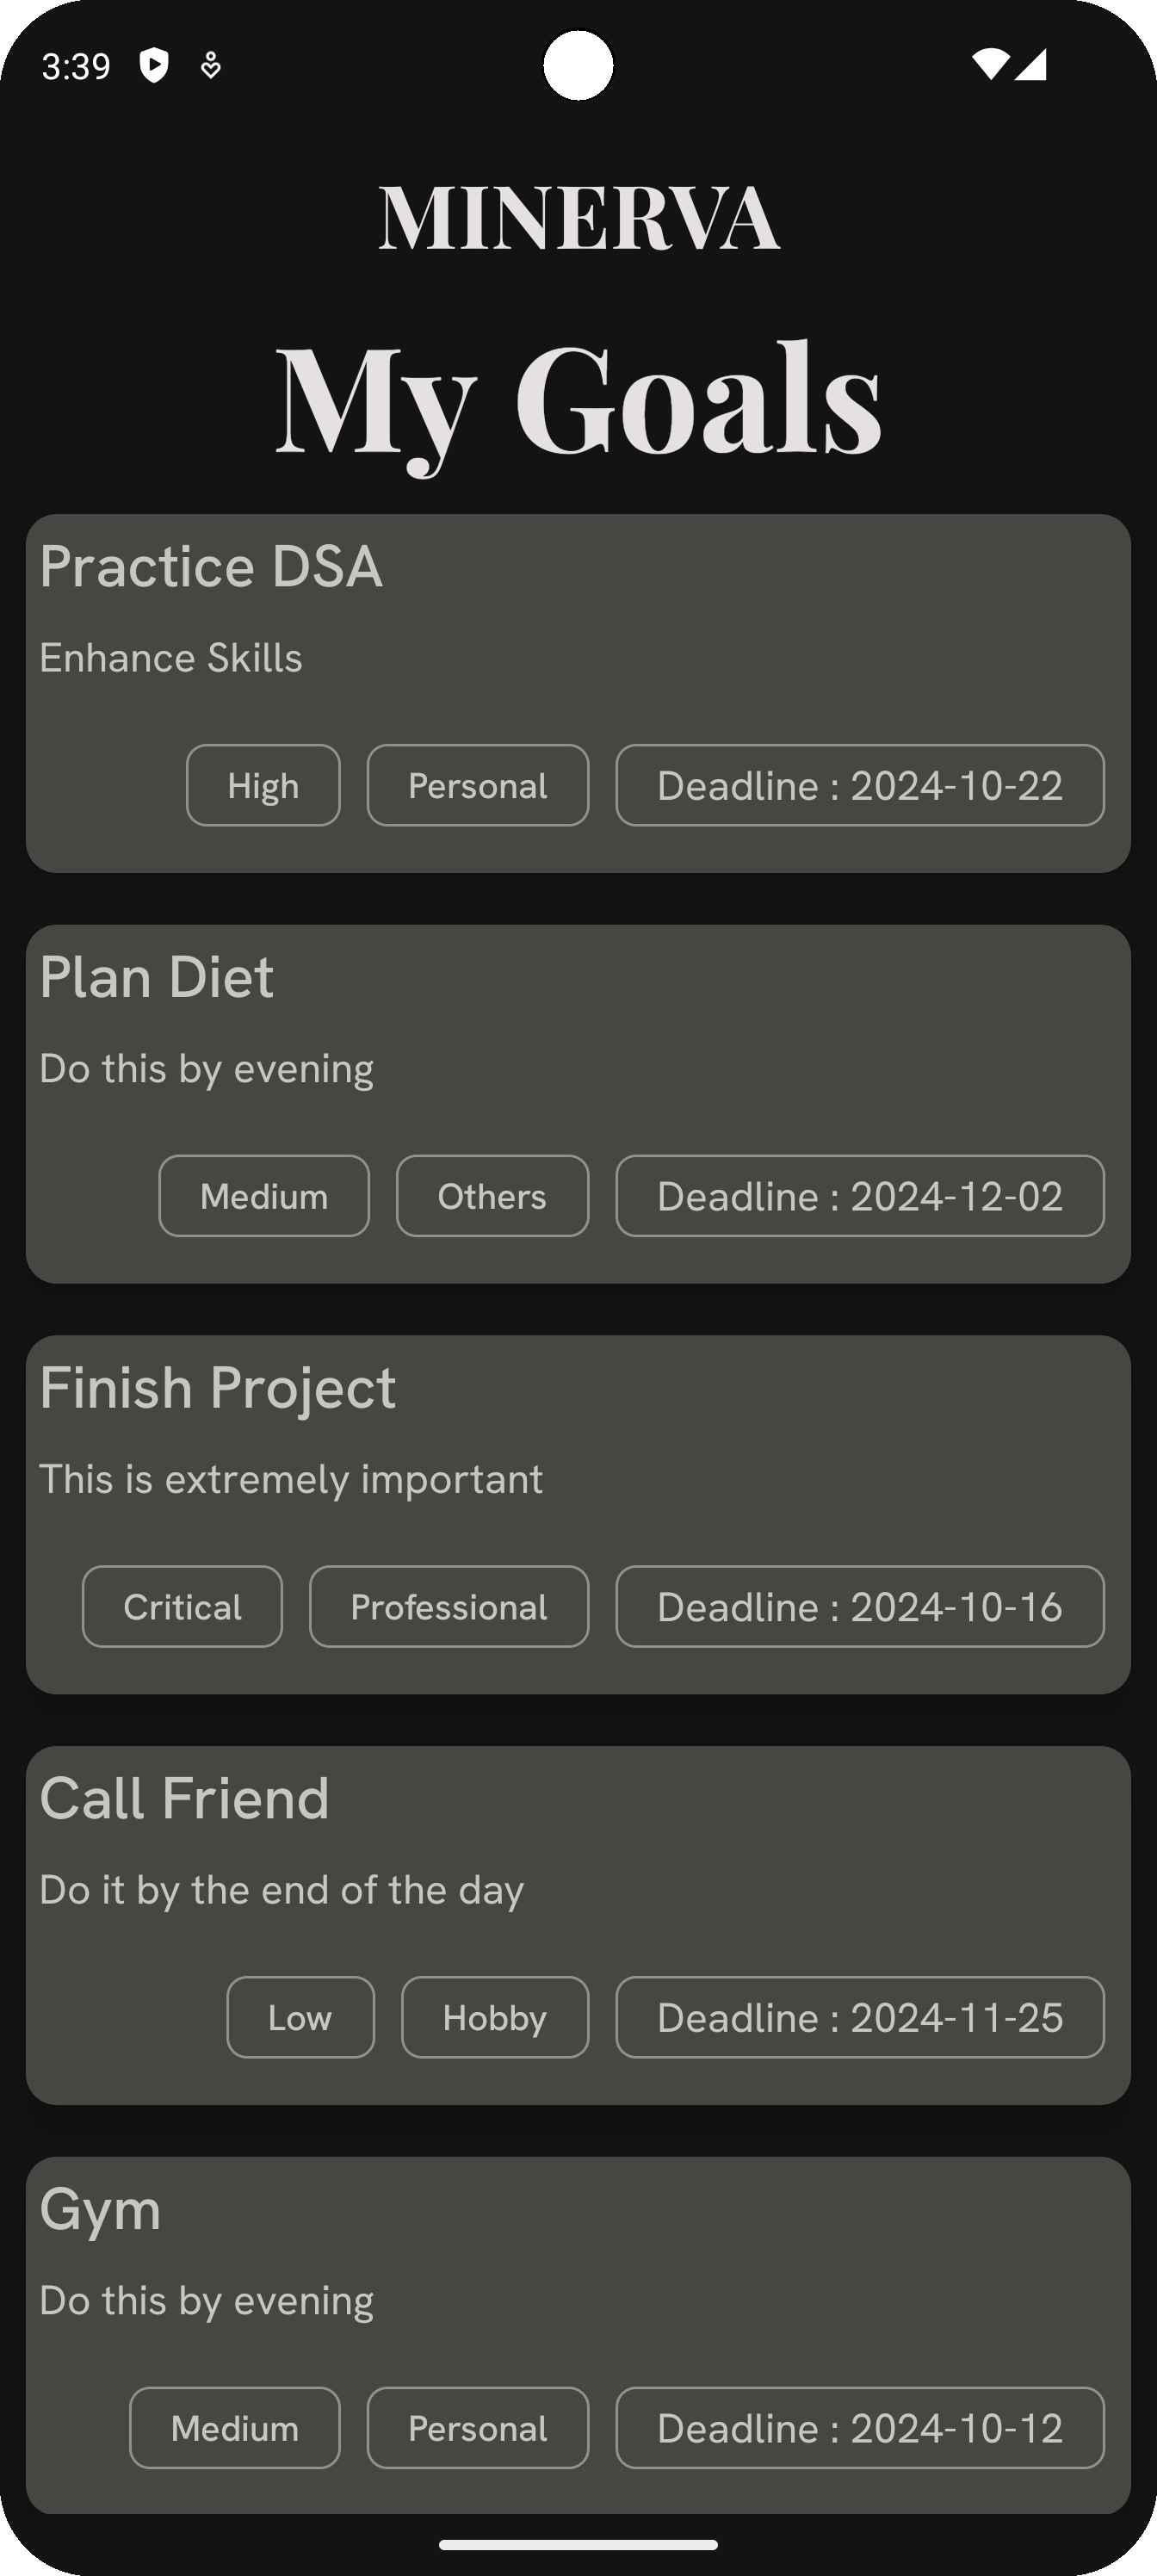 3:39
MINERVA
My Goals
Practice DSA
Enhance Skills
High Personal Deadline : 2024-10-22
Plan Diet
Do this by evening
Medium Others Deadline : 2024-12-02
Finish Project
This is extremely important
Critical Professional Deadline : 2024-10-16
Call Friend
Do it by the end of the day
Low Hobby Deadline : 2024-11-25
Gym
Do this by evening
Medium Personal Deadline : 2024-10-12